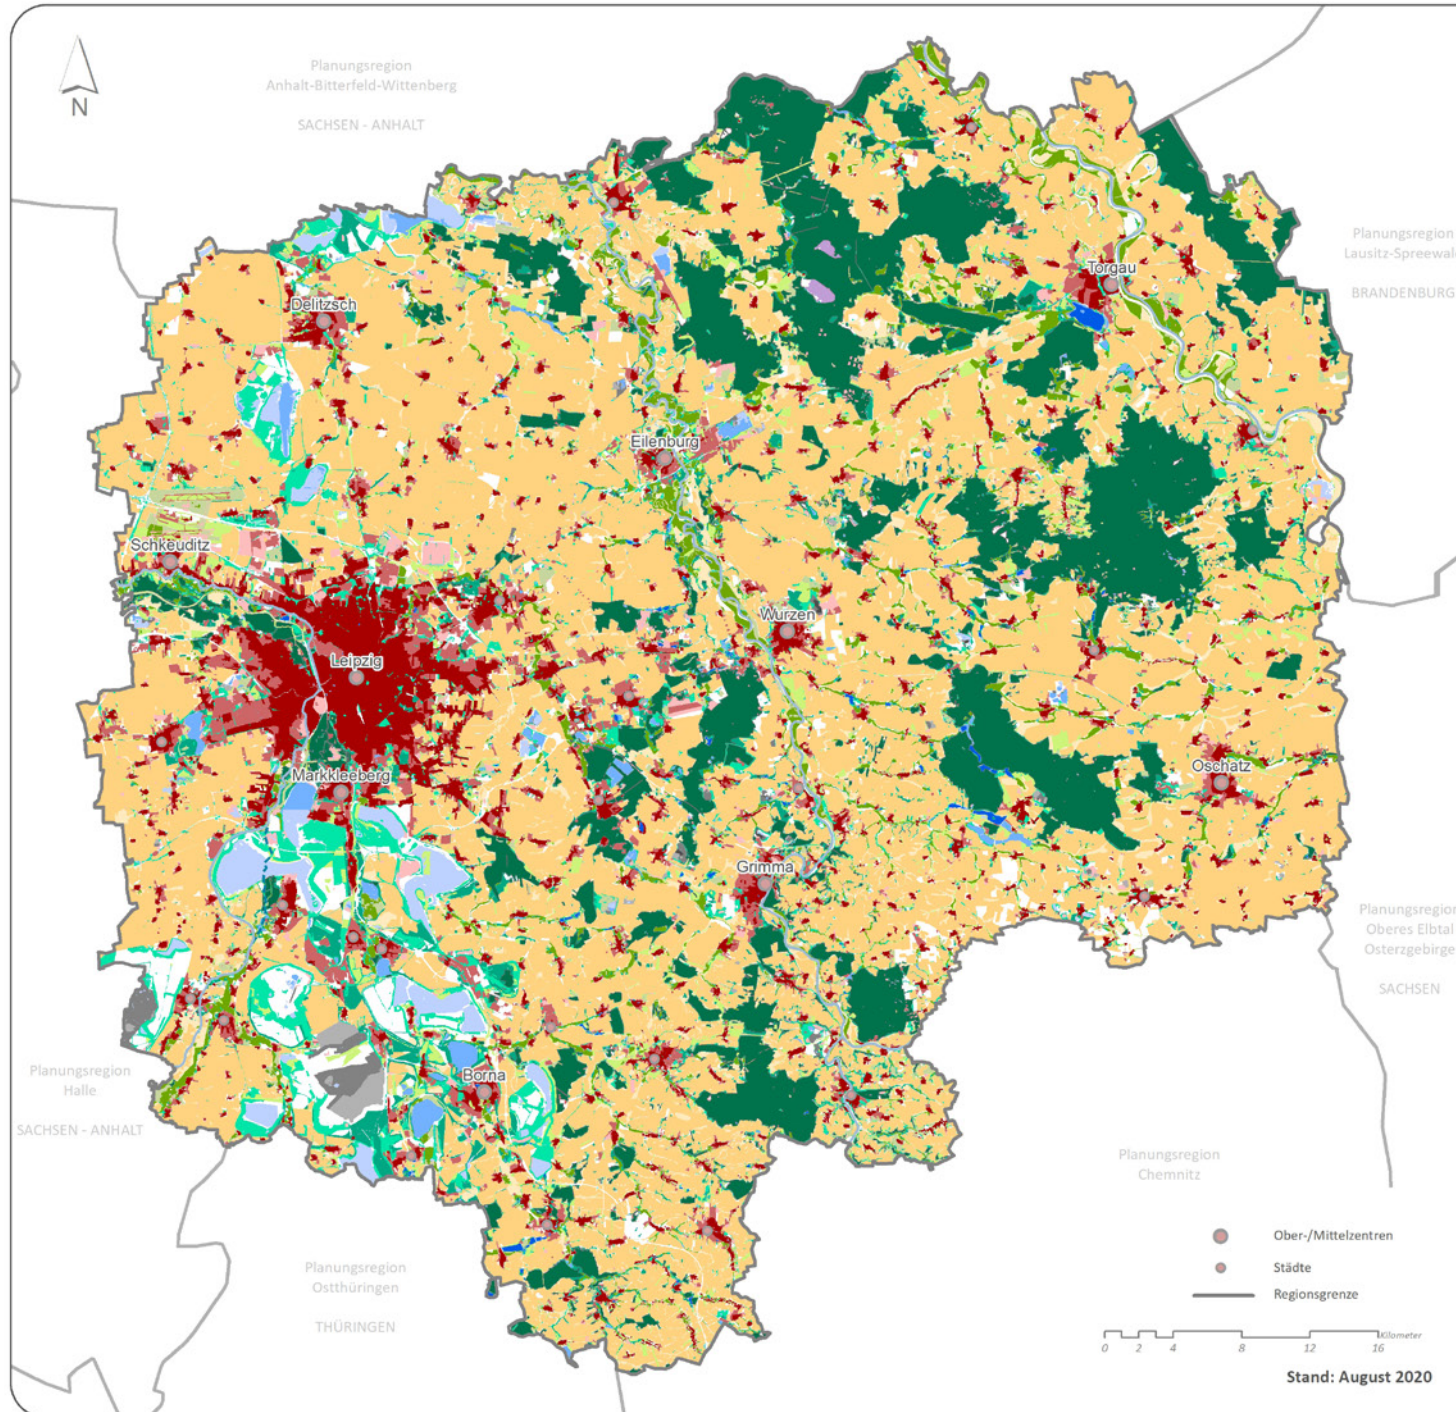 Planungsregion
Anhalt-Bitterfeld-Wittenberg
SACHSEN - ANHALT
N
Planungsregion
Lausitz-Spreewald
BRANDENBURG
Torgau
Delitzsch
Eilenburg
Schkeuditz
Wurzen
Leipzig
Markkleeberg
Oschatz
Grimma
Planungsregion
Oberes Elbtal
Osterzgebirge
SACHSEN
Borna
Planungsregion
Halle
SACHSEN - ANHALT
Planungsregion
Chemnitz
Planungsregion
Ostthüringen
THÜRINGEN
Ober-/Mittelzentren
Städte
Regionsgrenze
Kilometer
0 2 4 8 12 16
Stand: August 2020